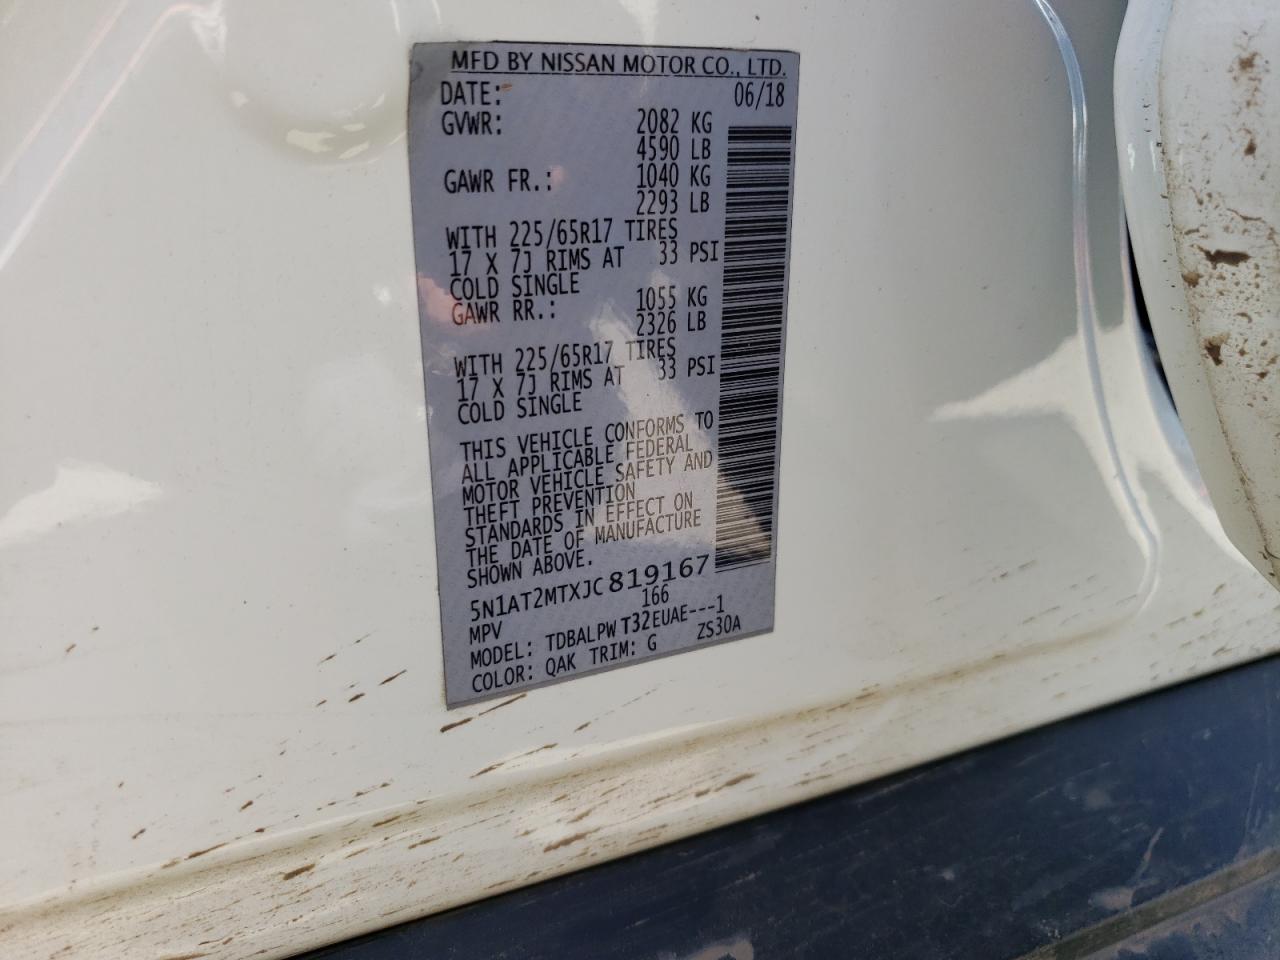 MFD BY NISSAN MOTOR CO., LTD.
DATE: 06/18
GVWR: 2082 KG
4590 LB
GAWR FR.: 1040 KG
2293 LB
WITH 225/65R17 TIRES
17 X 7J RIMS AT 33 PSI
COLD SINGLE
GAWR RR.: 1055 KG
2326 LB
WITH 225/65R17 TIRES
17 X 7J RIMS AT 33 PSI
COLD SINGLE
THIS VEHICLE CONFORMS TO
ALL APPLICABLE FEDERAL
MOTOR VEHICLE SAFETY AND
THEFT PREVENTION
STANDARDS IN EFFECT ON
THE DATE OF MANUFACTURE
SHOWN ABOVE.
5N1AT2MTXJC819167
MPV 166
MODEL: TDBALPWT32EUAE---1
COLOR: QAK TRIM: G ZS30A